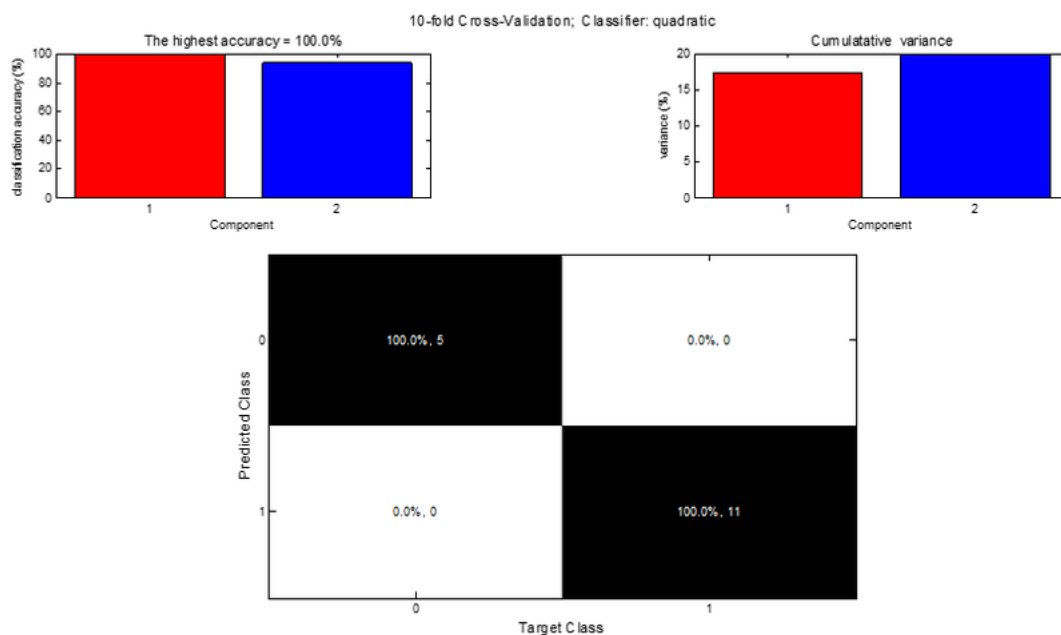 10-fold Cross-Validation; Classifier: quadratic
The highest accuracy = 100.0%
classification accuracy (%)
100
80
60
40
20
0
1
2
Component
Cumulatative variance
variance (%)
20
15
10
5
0
1
2
Component
Predicted Class
0
100.0%, 5
0.0%, 0
1
0.0%, 0
100.0%, 11
0
1
Target Class